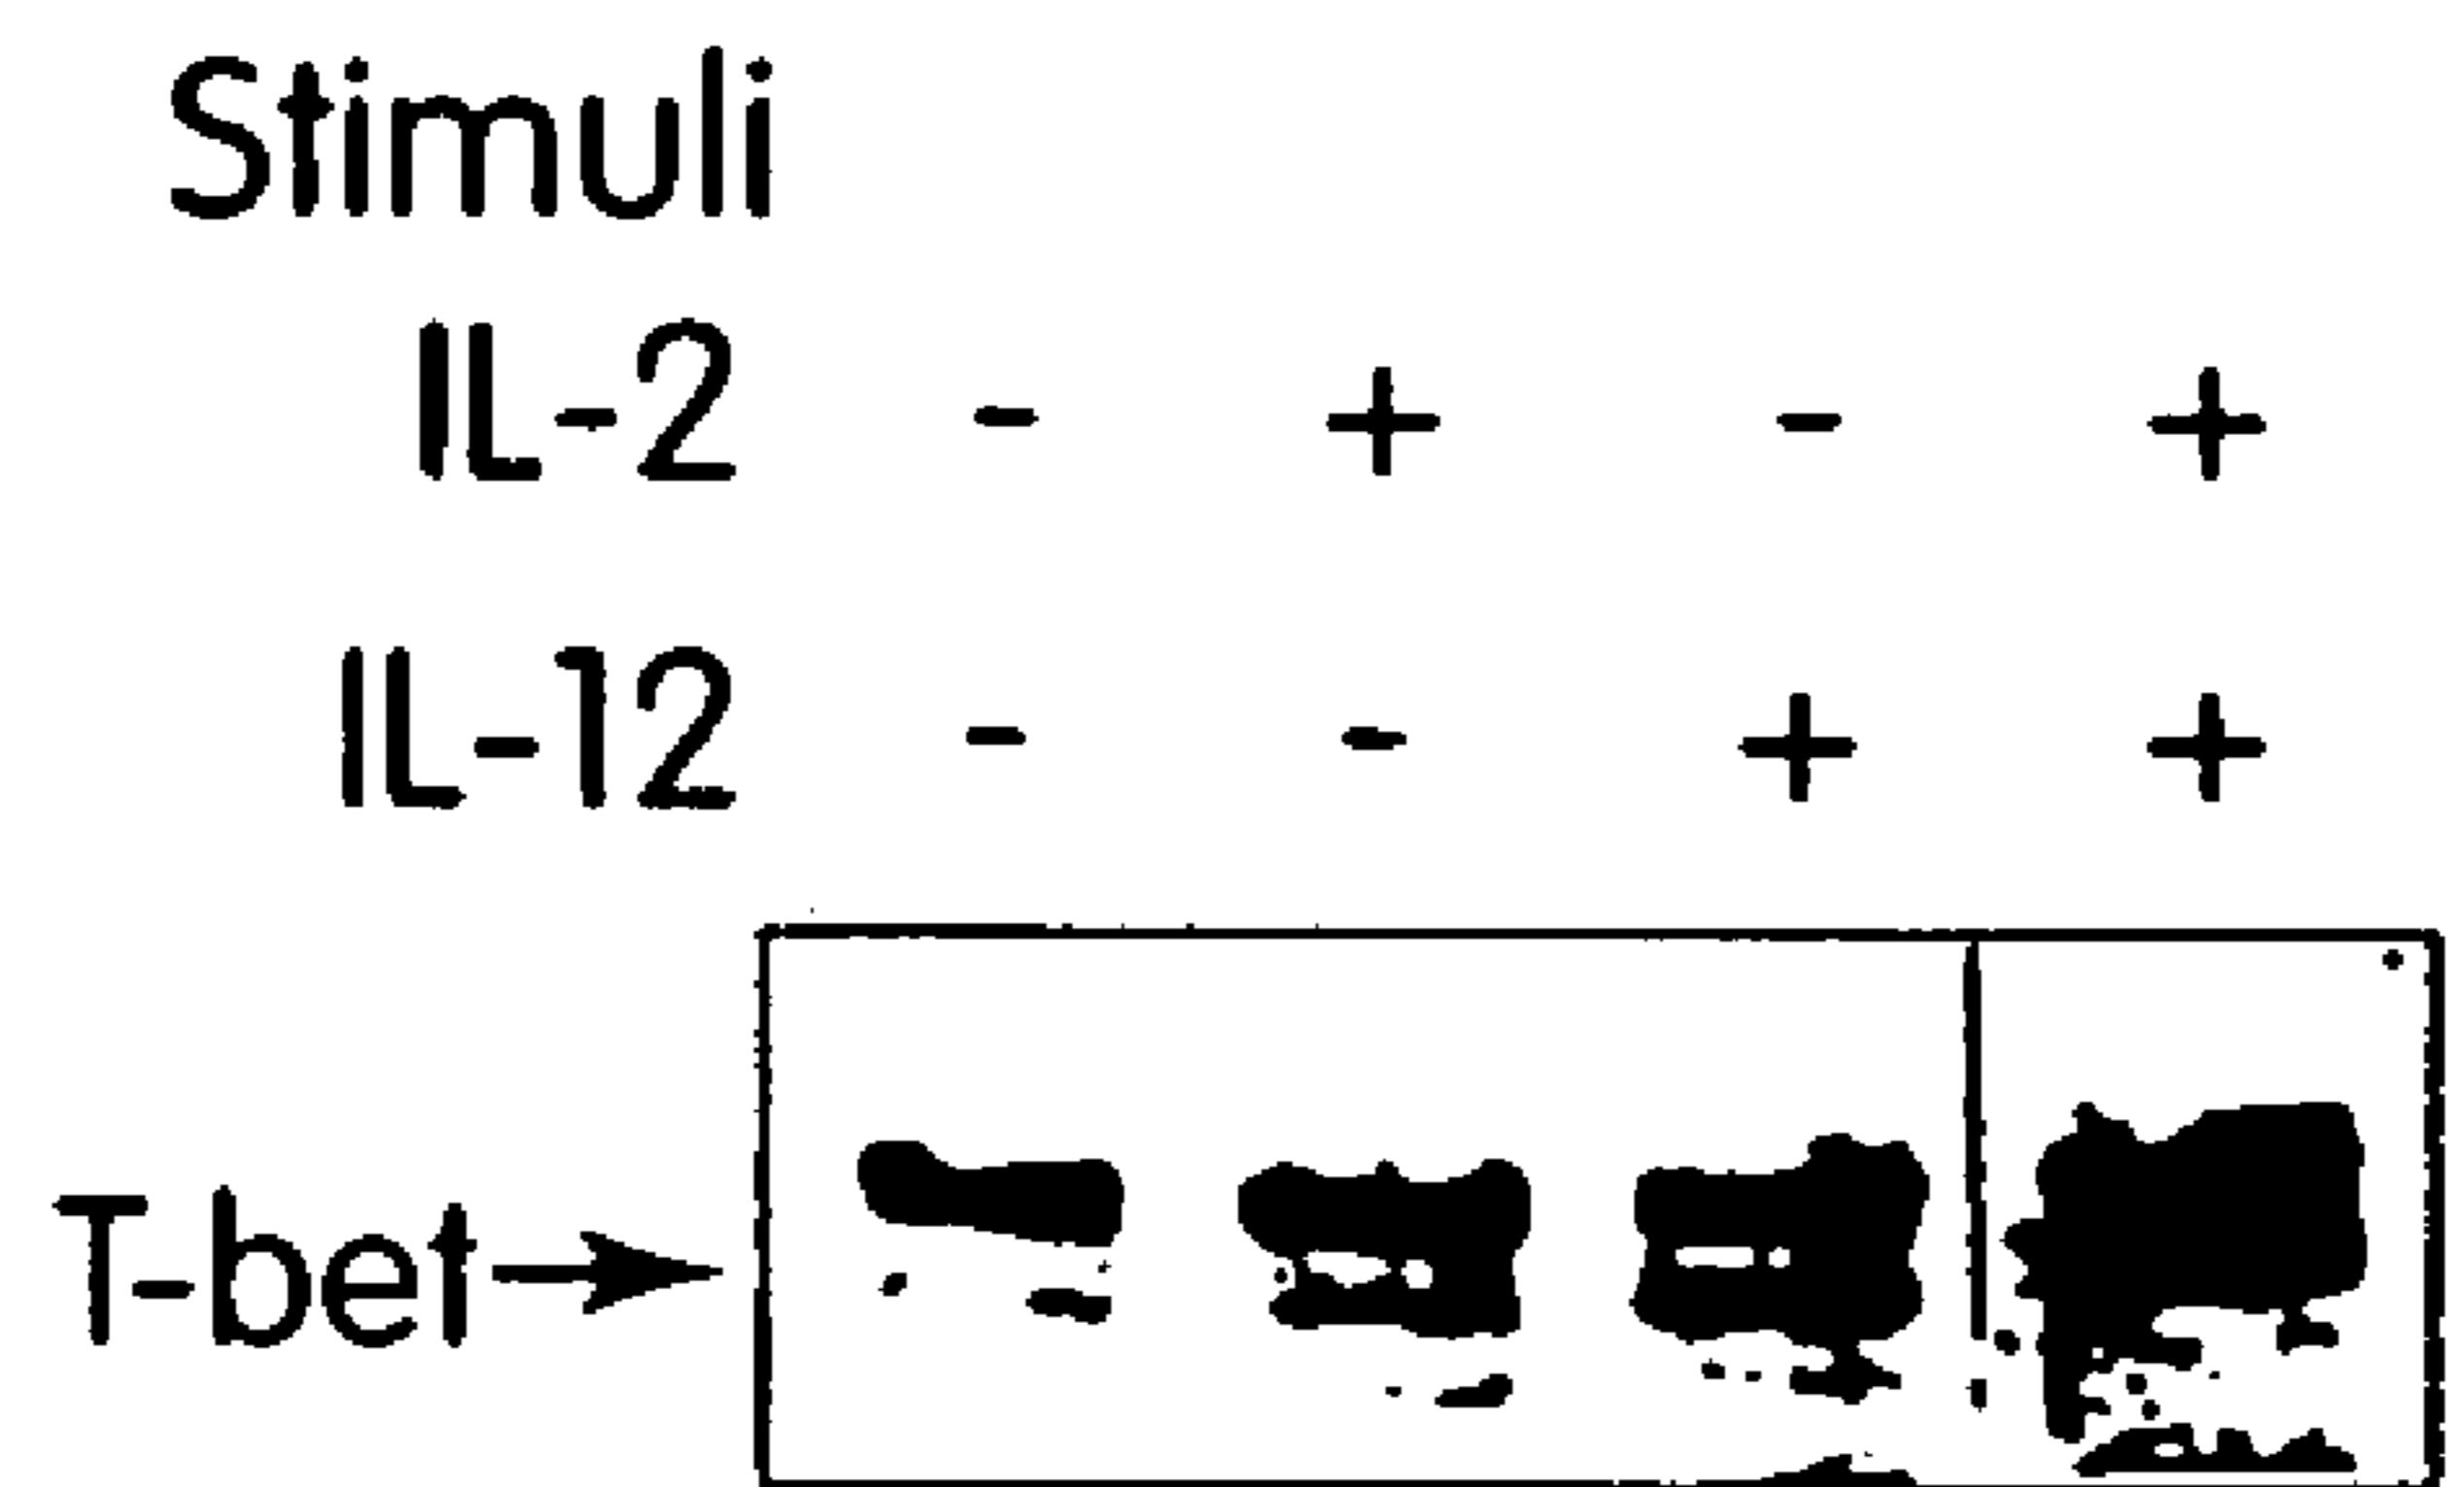 Stimuli
IL-2 - + - +
IL-12 - - + +
T-bet